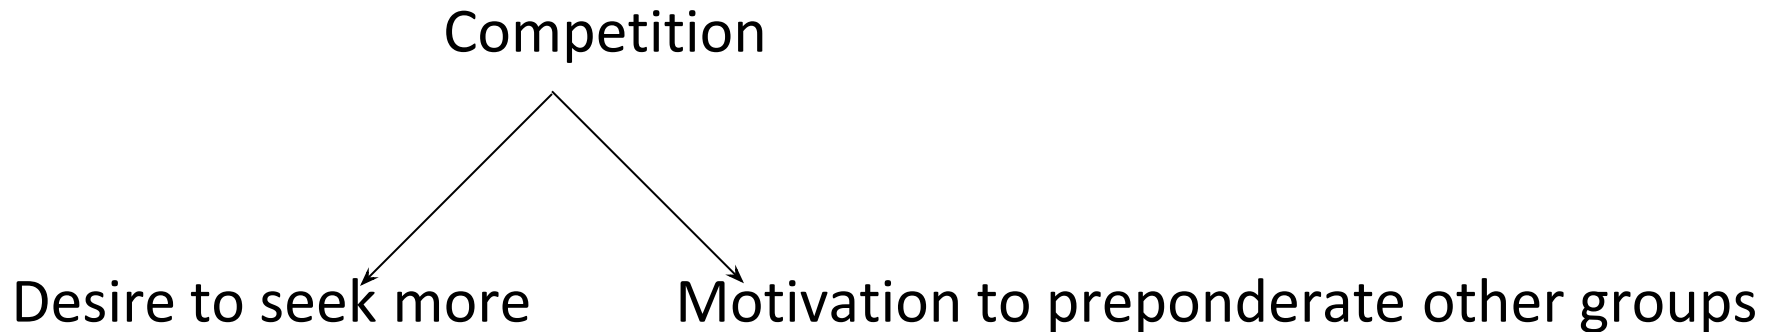 Competition
Desire to seek more
Motivation to preponderate other groups